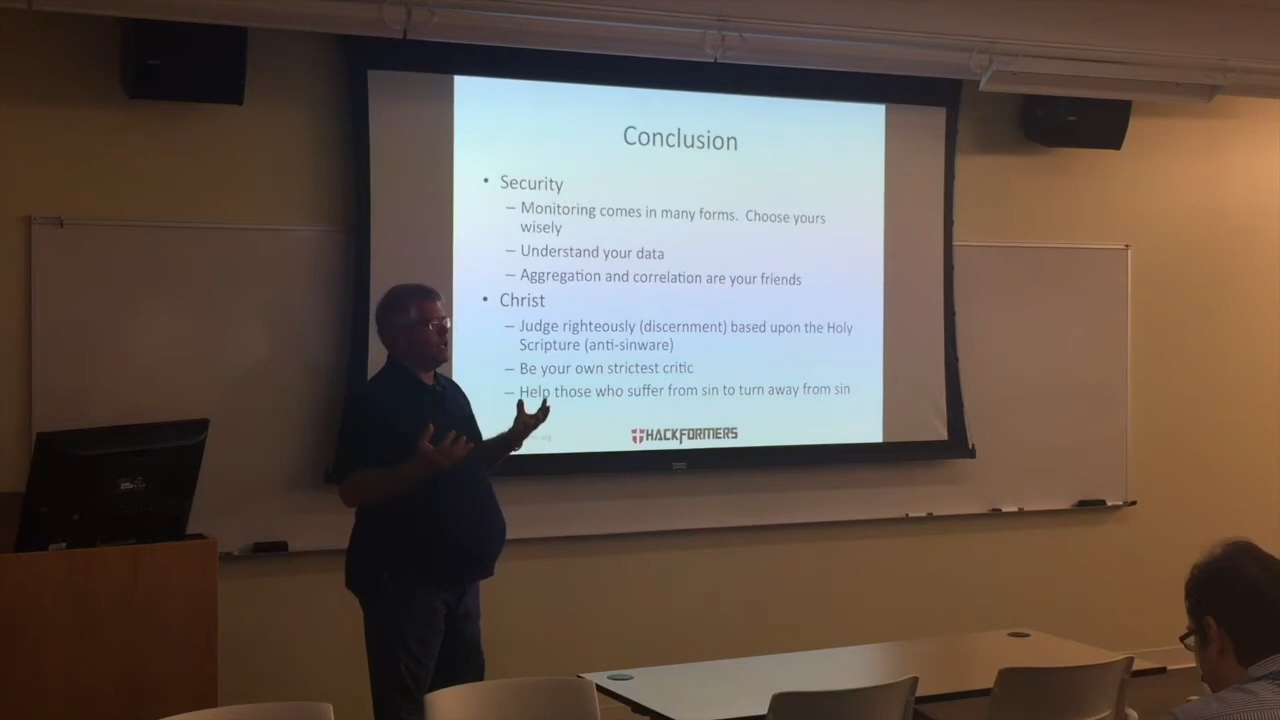 Conclusion
• Security
– Monitoring comes in many forms. Choose yours
wisely
– Understand your data
– Aggregation and correlation are your friends
• Christ
– Judge righteously (discernment) based upon the Holy
Scripture (anti-sinware)
– Be your own strictest critic
– Help those who suffer from sin to turn away from sin
HACKFORMERS